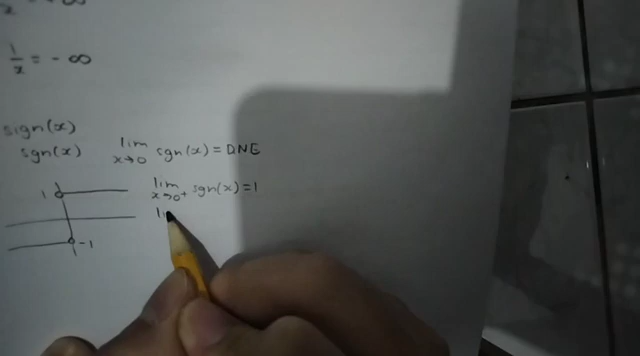 1/x = -∞
sign(x)
sgn(x) lim x→0 sgn(x) = DNE
1 lim x→0+ sgn(x) = 1
-1